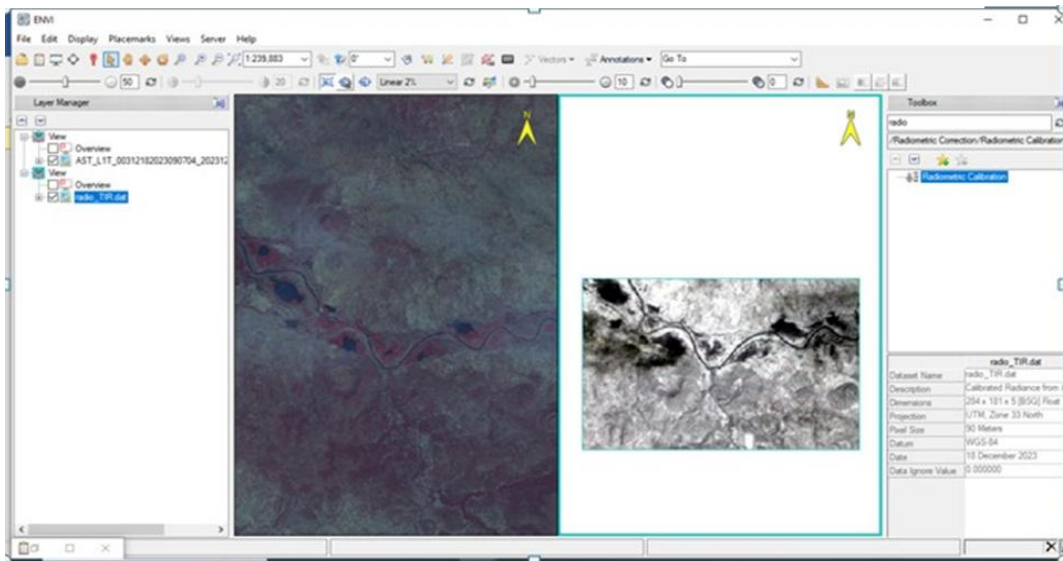 ENVI
File Edit Display Placemarks Views Server Help
1:239,883 0° Vectors Annotations Go To
50 20 Linear 2% 10 0
Layer Manager
View
Overview
AST_L1T_00312182023090704_202312
View
Overview
radio_TIR.dat
N
N
Toolbox
radio
/Radiometric Correction/Radiometric Calibration
Radiometric Calibration
radio_TIR.dat
Dataset Name radio_TIR.dat
Description Calibrated Radiance from
Dimensions 284 x 181 x 5 [BSQ] Float
Projection UTM, Zone 33 North
Pixel Size 90 Meters
Datum WGS-84
Date 18 December 2023
Data Ignore Value 0.000000